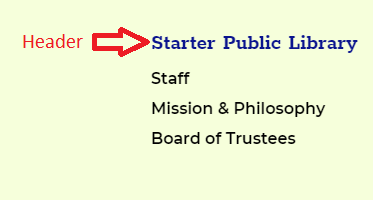 Header
Starter Public Library
Staff
Mission & Philosophy
Board of Trustees